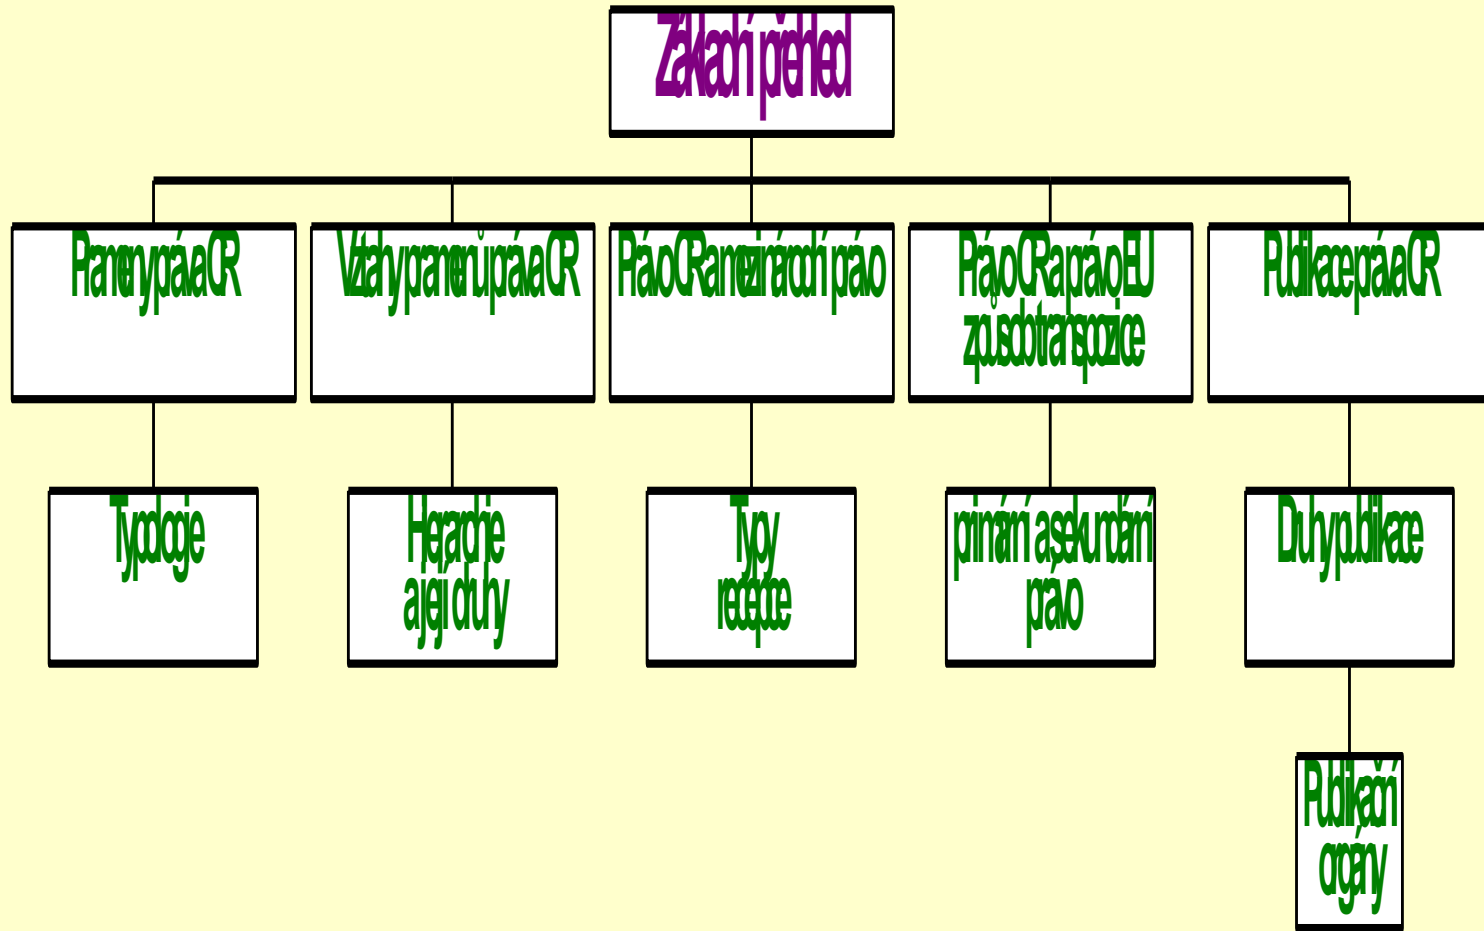 Základní přehled
Prameny práva ČR
Vztahy pramenů práva ČR
Právo ČR a mezinárodní právo
Právo ČR a právo EU
způsob transpozice
Publikace práva ČR
Typologie
Hierarchie
a její druhy
Typy
recepce
primární a sekundární
právo
Druhy publikace
Publikační
orgány